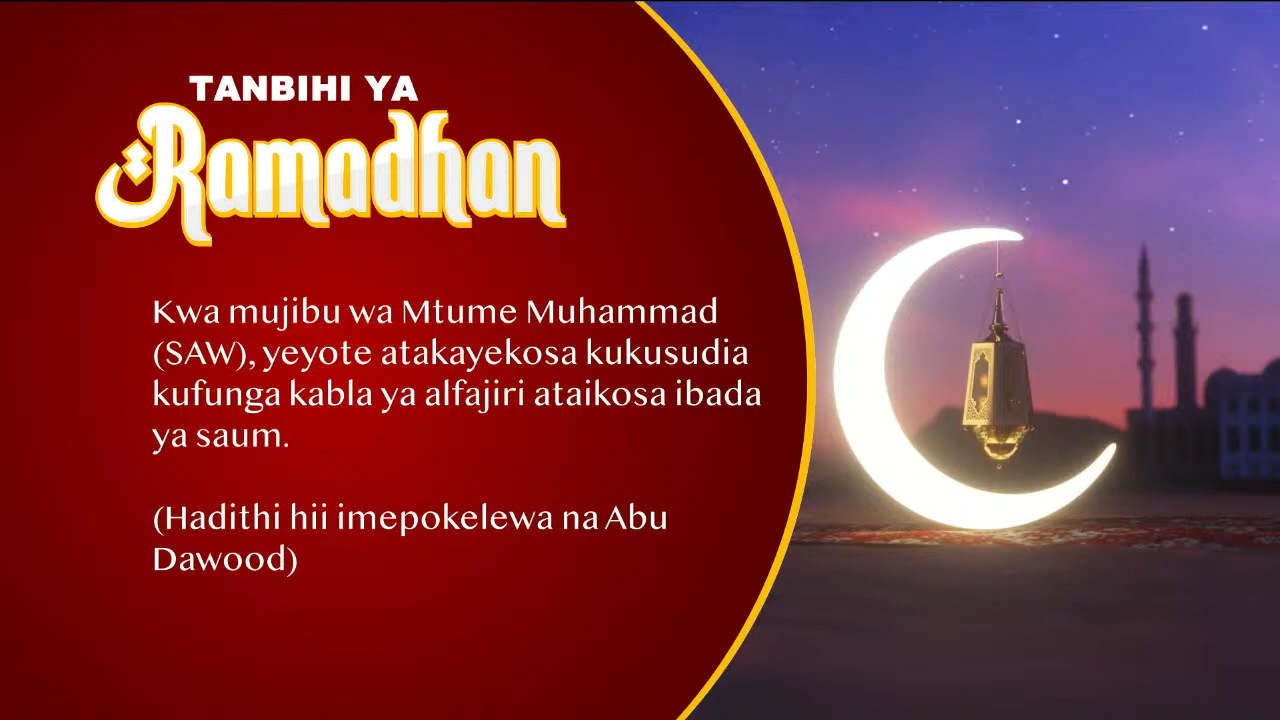 TANBIHI YA
Ramadhan
Kwa mujibu wa Mtume Muhammad
(SAW), yeyote atakayekosa kukusudia
kufunga kabla ya alfajiri ataikosa ibada
ya saum.
(Hadithi hii imepokelewa na Abu
Dawood)